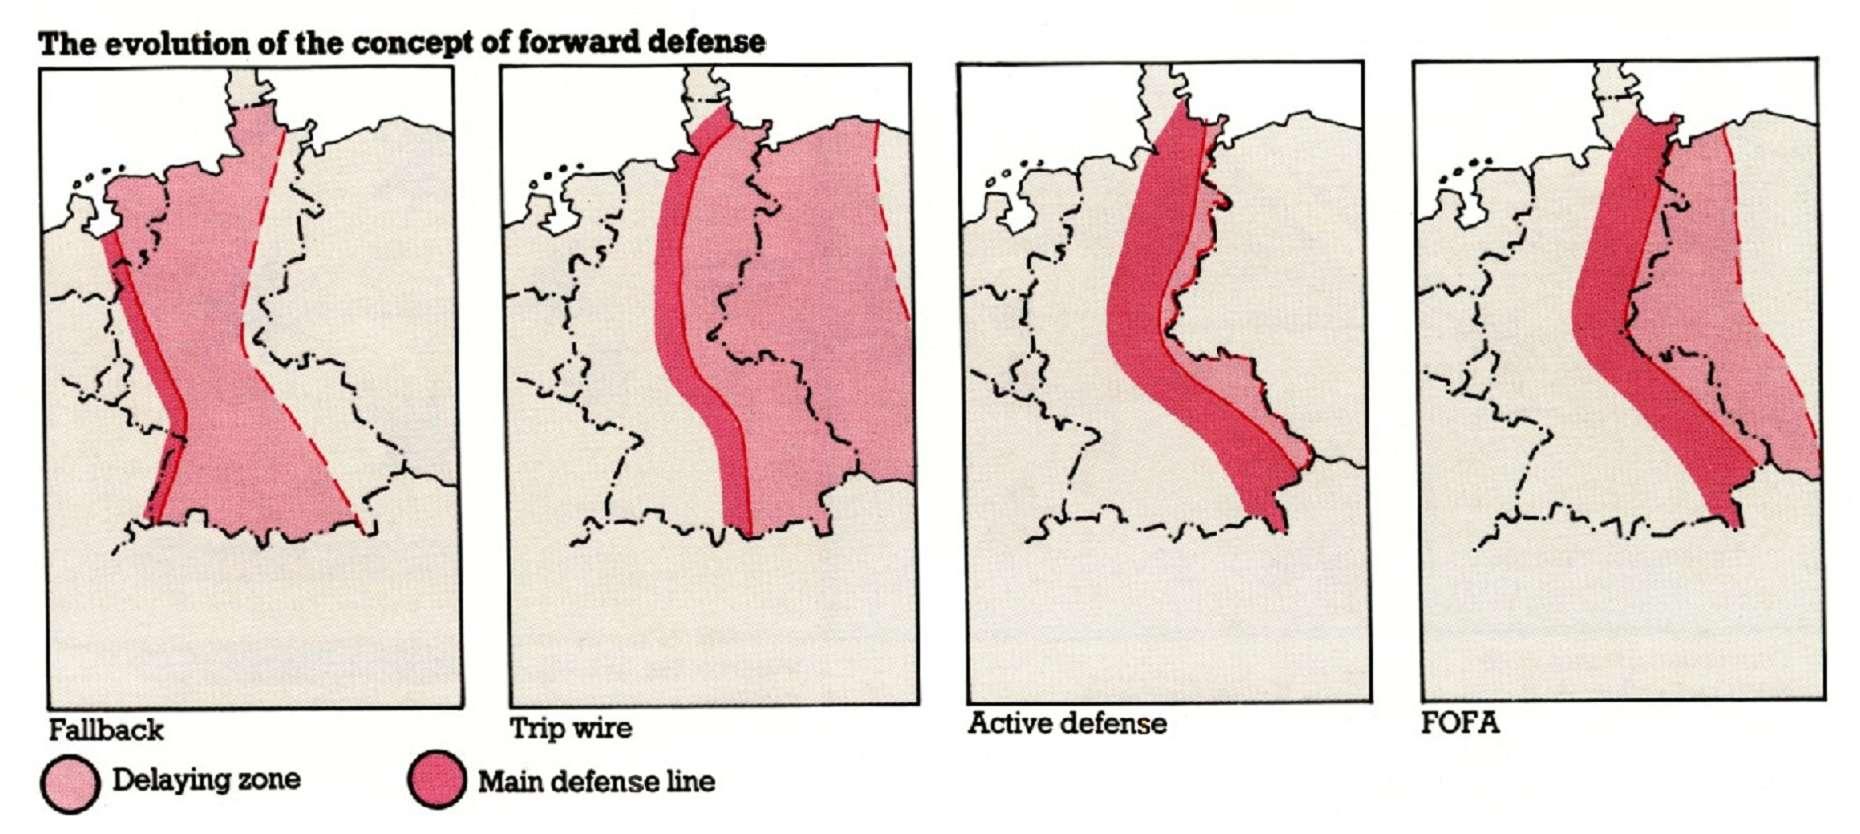 The evolution of the concept of forward defense
Fallback
Trip wire
Active defense
FOFA
Delaying zone
Main defense line